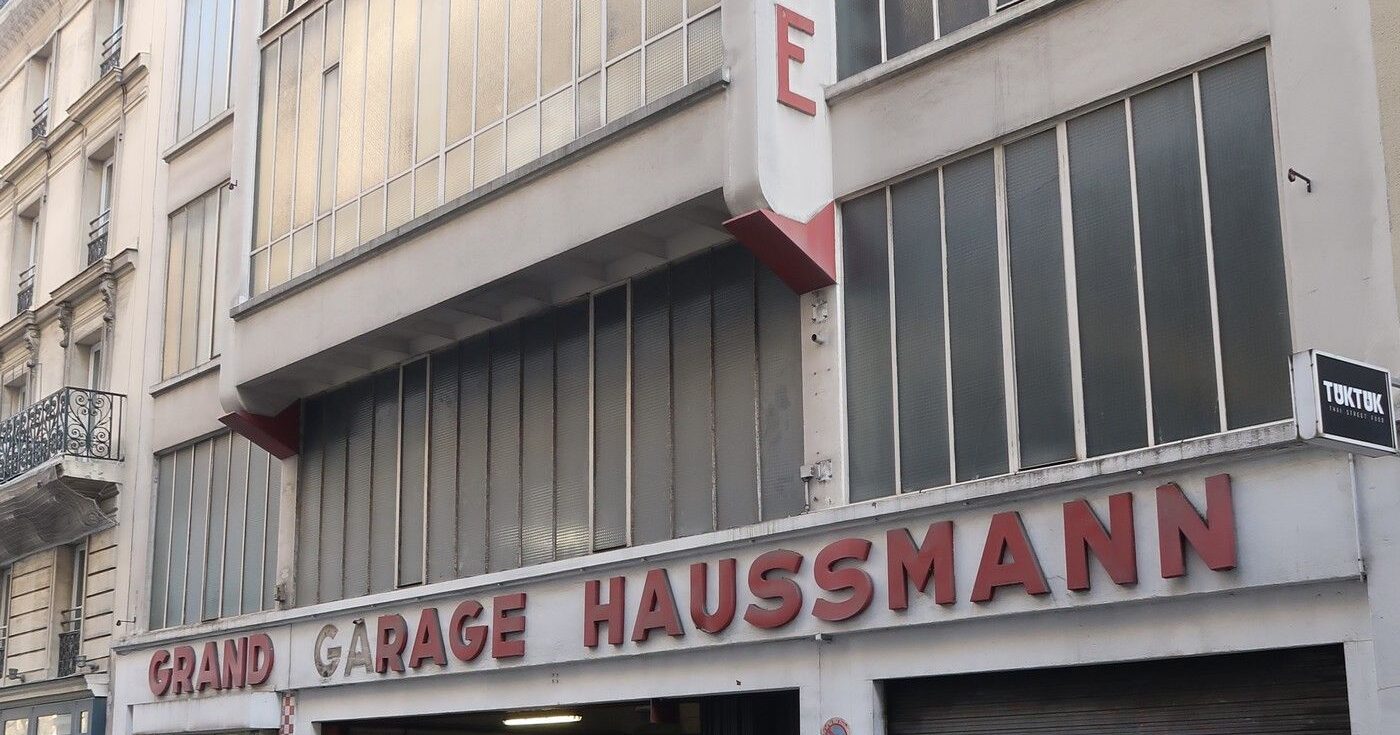 E
TUKTUK
THAI STREET FOOD
GRAND GARAGE HAUSSMANN